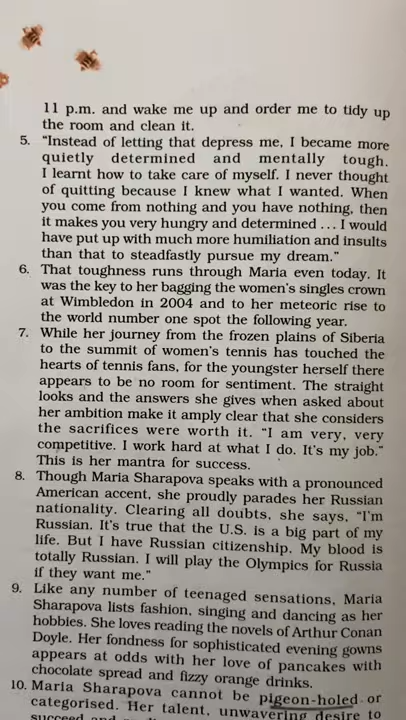 11 p.m. and wake me up and order me to tidy up
the room and clean it.
5. "Instead of letting that depress me, I became more
quietly determined and mentally tough.
I learnt how to take care of myself. I never thought
of quitting because I knew what I wanted. When
you come from nothing and you have nothing, then
it makes you very hungry and determined ... I would
have put up with much more humiliation and insults
than that to steadfastly pursue my dream."
6. That toughness runs through Maria even today. It
was the key to her bagging the women's singles crown
at Wimbledon in 2004 and to her meteoric rise to
the world number one spot the following year.
7. While her journey from the frozen plains of Siberia
to the summit of women's tennis has touched the
hearts of tennis fans, for the youngster herself there
appears to be no room for sentiment. The straight
looks and the answers she gives when asked about
her ambition make it amply clear that she considers
the sacrifices were worth it. "I am very, very
competitive. I work hard at what I do. It's my job."
This is her mantra for success.
8. Though Maria Sharapova speaks with a pronounced
American accent, she proudly parades her Russian
nationality. Clearing all doubts, she says, "I'm
Russian. It's true that the U.S. is a big part of my
life. But I have Russian citizenship. My blood is
totally Russian. I will play the Olympics for Russia
if they want me."
9. Like any number of teenaged sensations, Maria
Sharapova lists fashion, singing and dancing as her
hobbies. She loves reading the novels of Arthur Conan
Doyle. Her fondness for sophisticated evening gowns
appears at odds with her love of pancakes with
chocolate spread and fizzy orange drinks.
10. Maria Sharapova cannot be pigeon-holed or
categorised. Her talent, unwavering desire to
succeed and